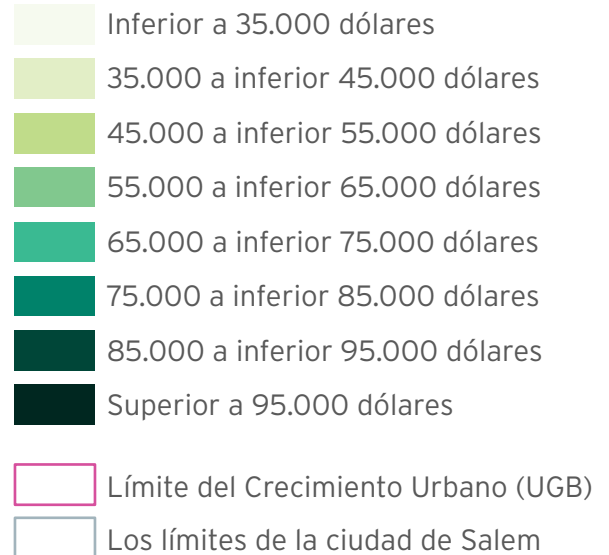 Inferior a 35.000 dólares
35.000 a inferior 45.000 dólares
45.000 a inferior 55.000 dólares
55.000 a inferior 65.000 dólares
65.000 a inferior 75.000 dólares
75.000 a inferior 85.000 dólares
85.000 a inferior 95.000 dólares
Superior a 95.000 dólares
Límite del Crecimiento Urbano (UGB)
Los límites de la ciudad de Salem